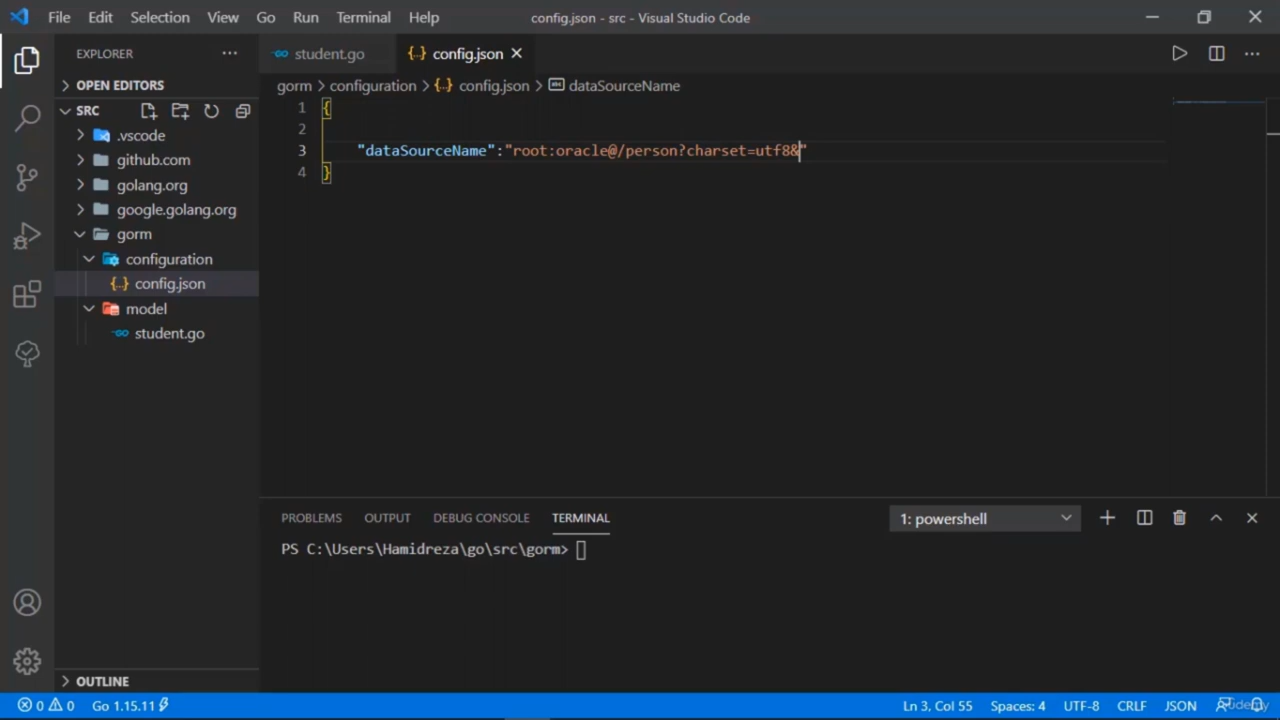 File Edit Selection View Go Run Terminal Help config.json - src - Visual Studio Code
EXPLORER
OPEN EDITORS
SRC
.vscode
github.com
golang.org
google.golang.org
gorm
configuration
config.json
model
student.go
OUTLINE
student.go config.json
gorm > configuration > {..} config.json > dataSourceName
1 {
2
3 "dataSourceName":"root:oracle@/person?charset=utf8&"
4 }
PROBLEMS OUTPUT DEBUG CONSOLE TERMINAL 1: powershell
PS C:\Users\Hamidreza\go\src\gorm>
0 0 Go 1.15.11 Ln 3, Col 55 Spaces: 4 UTF-8 CRLF JSON